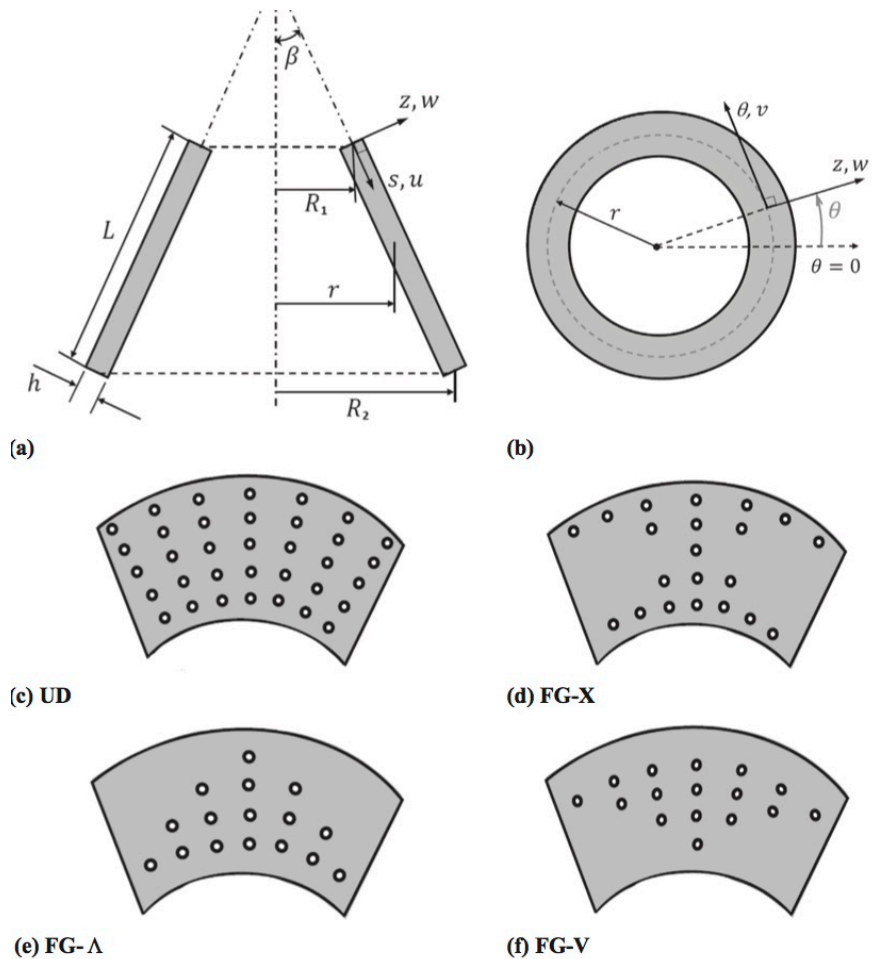 β
z, w
s, u
R₁
L
r
h
R₂
θ, v
z, w
r
θ
θ = 0
(a)
(b)
(c) UD
(d) FG-X
(e) FG-Λ
(f) FG-V